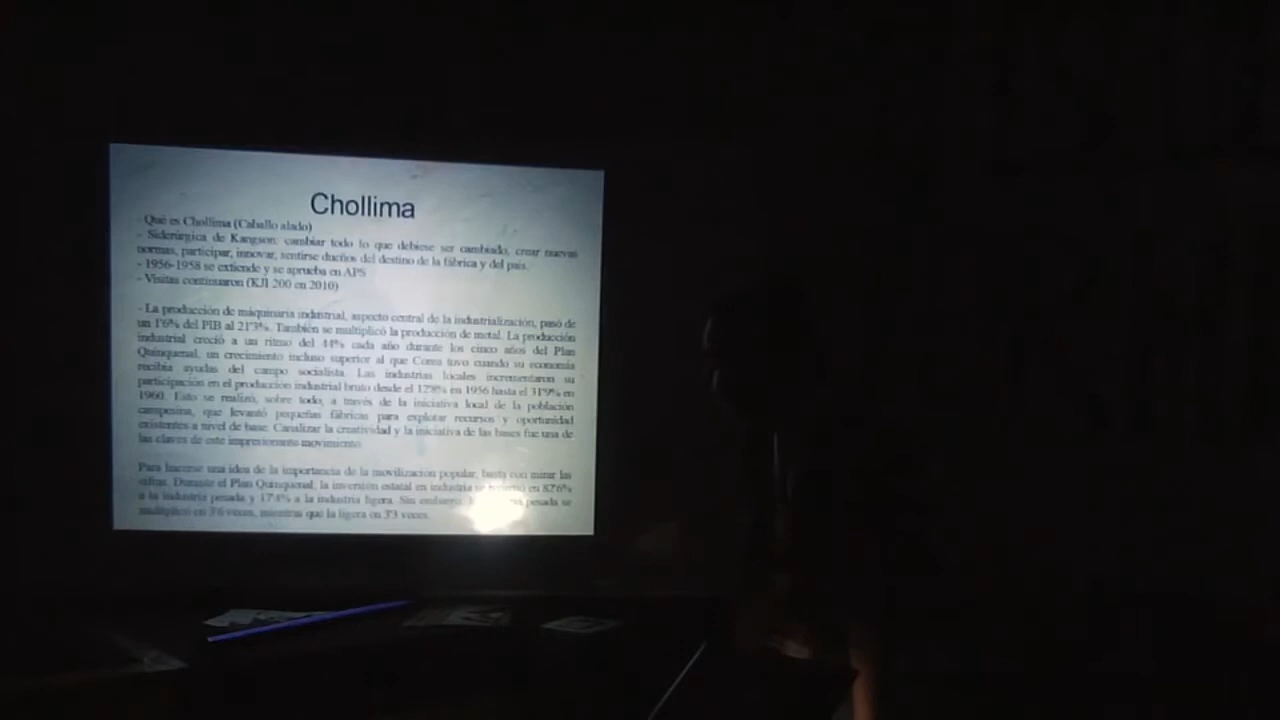 Chollima
- Qué es Chollima (Caballo alado)
- Siderúrgica de Kangson: cambiar todo lo que debiese ser cambiado, crear nuevas
normas, participar, innovar, sentirse dueños del destino de la fábrica y del país.
- 1956-1958 se extiende y se aprueba en APS
- Visitas continuaron (KJI 200 en 2010)
- La producción de máquinaria industrial, aspecto central de la industrialización, pasó de
un 1'6% del PIB al 21'3%. También se multiplicó la producción de metal. La producción
industrial creció a un ritmo del 44% cada año durante los cinco años del Plan
Quinquenal, un crecimiento incluso superior al que Corea tuvo cuando su economía
recibía ayudas del campo socialista. Las industrias locales incrementaron su
participación en el producción industrial bruto desde el 12'8% en 1956 hasta el 31'9% en
1960. Esto se realizó, sobre todo, a través de la iniciativa local de la población
campesina, que levantó pequeñas fábricas para explotar recursos y oportunidad
existentes a nivel de base. Canalizar la creatividad y la iniciativa de las bases fue una de
las claves de este impresionante movimiento.
Para hacerse una idea de la importancia de la movilización popular, basta con mirar las
cifras. Durante el Plan Quinquenal, la inversión estatal en industria se en 82'6%
a la industria pesada y 17'4% a la industria ligera. Sin embargo, pesada se
multiplicó en 3'6 veces, mientras que la ligera en 3'3 veces.